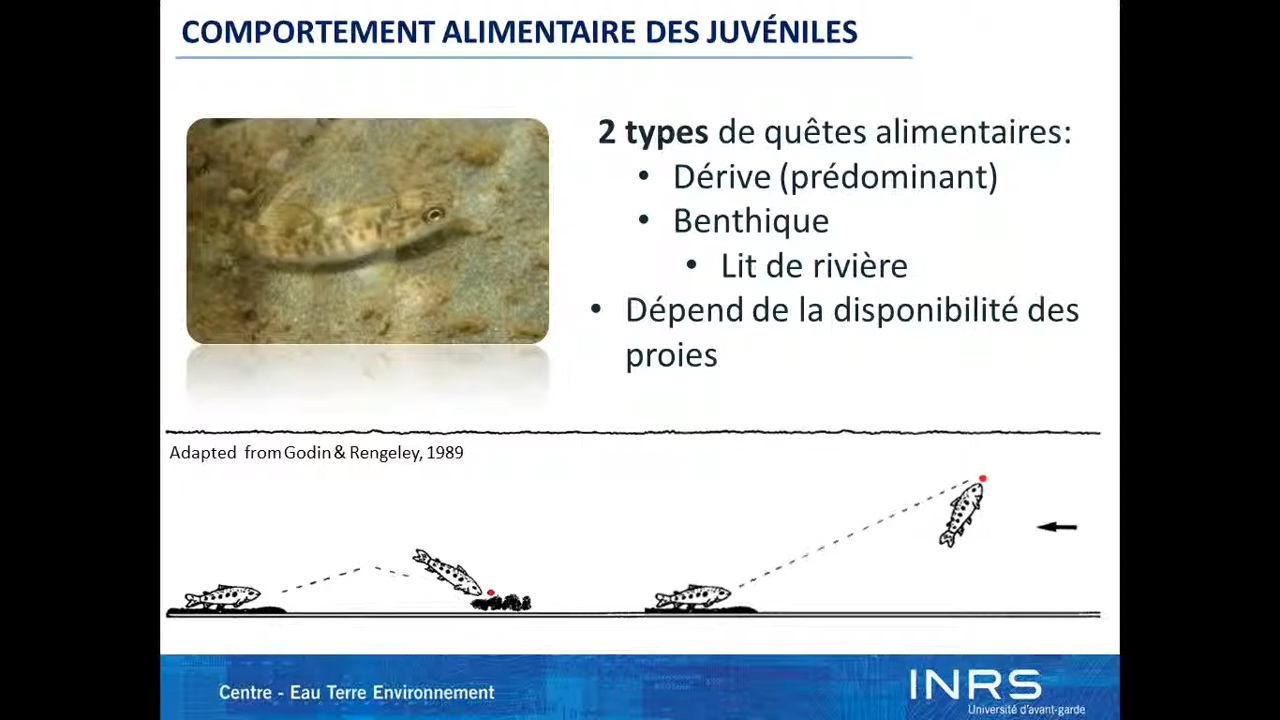 COMPORTEMENT ALIMENTAIRE DES JUVÉNILES
2 types de quêtes alimentaires:
• Dérive (prédominant)
• Benthique
• Lit de rivière
• Dépend de la disponibilité des
proies
Adapted from Godin & Rengeley, 1989
Centre - Eau Terre Environnement
INRS
Université d'avant-garde